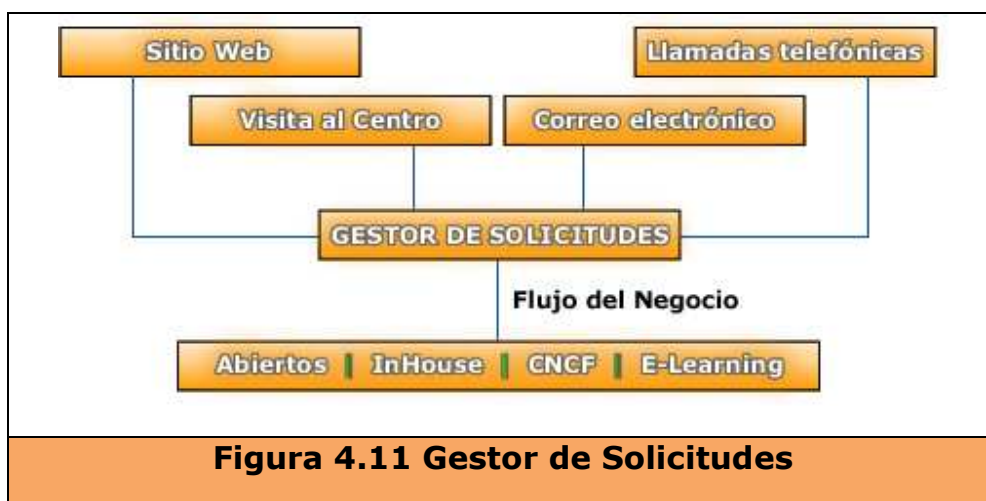 Sitio Web
Llamadas telefónicas
Visita al Centro
Correo electrónico
GESTOR DE SOLICITUDES
Flujo del Negocio
Abiertos | InHouse | CNCF | E-Learning
Figura 4.11 Gestor de Solicitudes